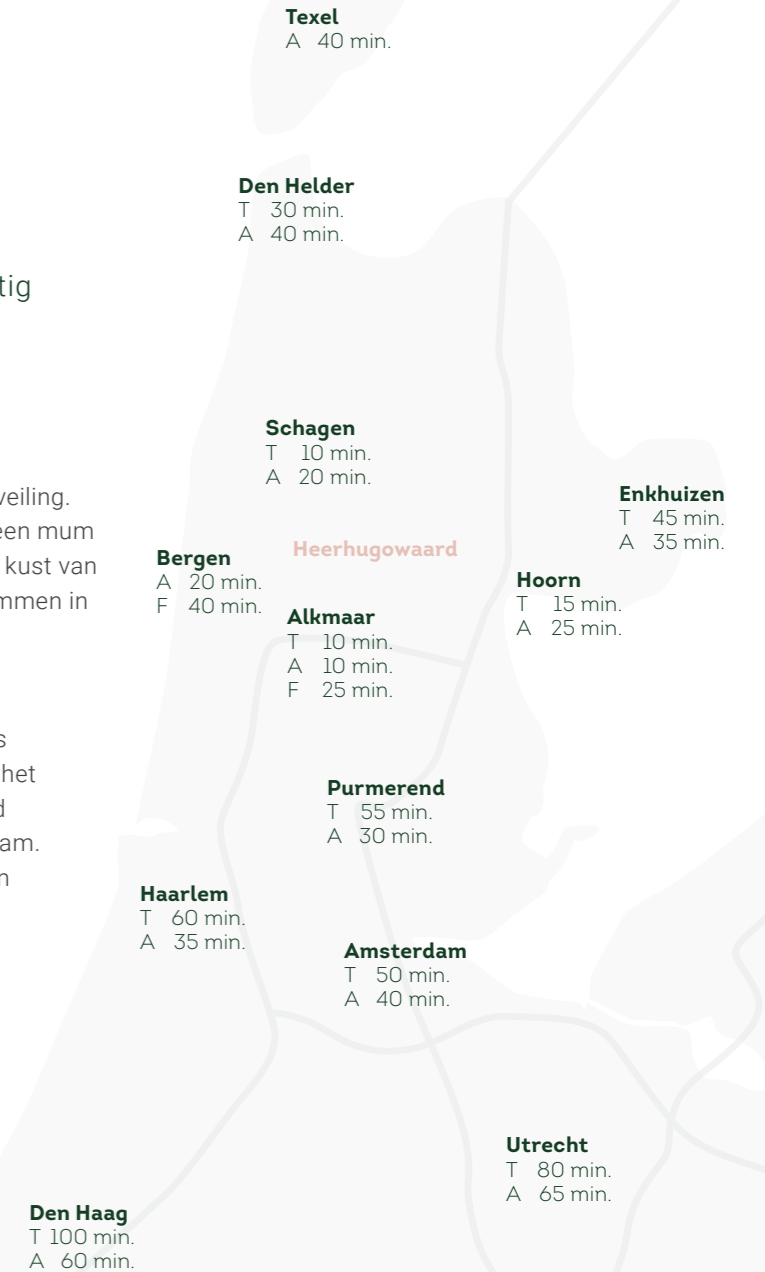 Texel
A 40 min.
Den Helder
T 30 min.
A 40 min.
tig
Schagen
T 10 min.
A 20 min.
veiling.
een mum
kust van
mmen in
Enkhuizen
T 45 min.
A 35 min.
Heerhugowaard
Bergen
A 20 min.
F 40 min.
Hoorn
T 15 min.
A 25 min.
Alkmaar
T 10 min.
A 10 min.
F 25 min.
s
het
d
am.
n
Purmerend
T 55 min.
A 30 min.
Haarlem
T 60 min.
A 35 min.
Amsterdam
T 50 min.
A 40 min.
Utrecht
T 80 min.
A 65 min.
Den Haag
T 100 min.
A 60 min.